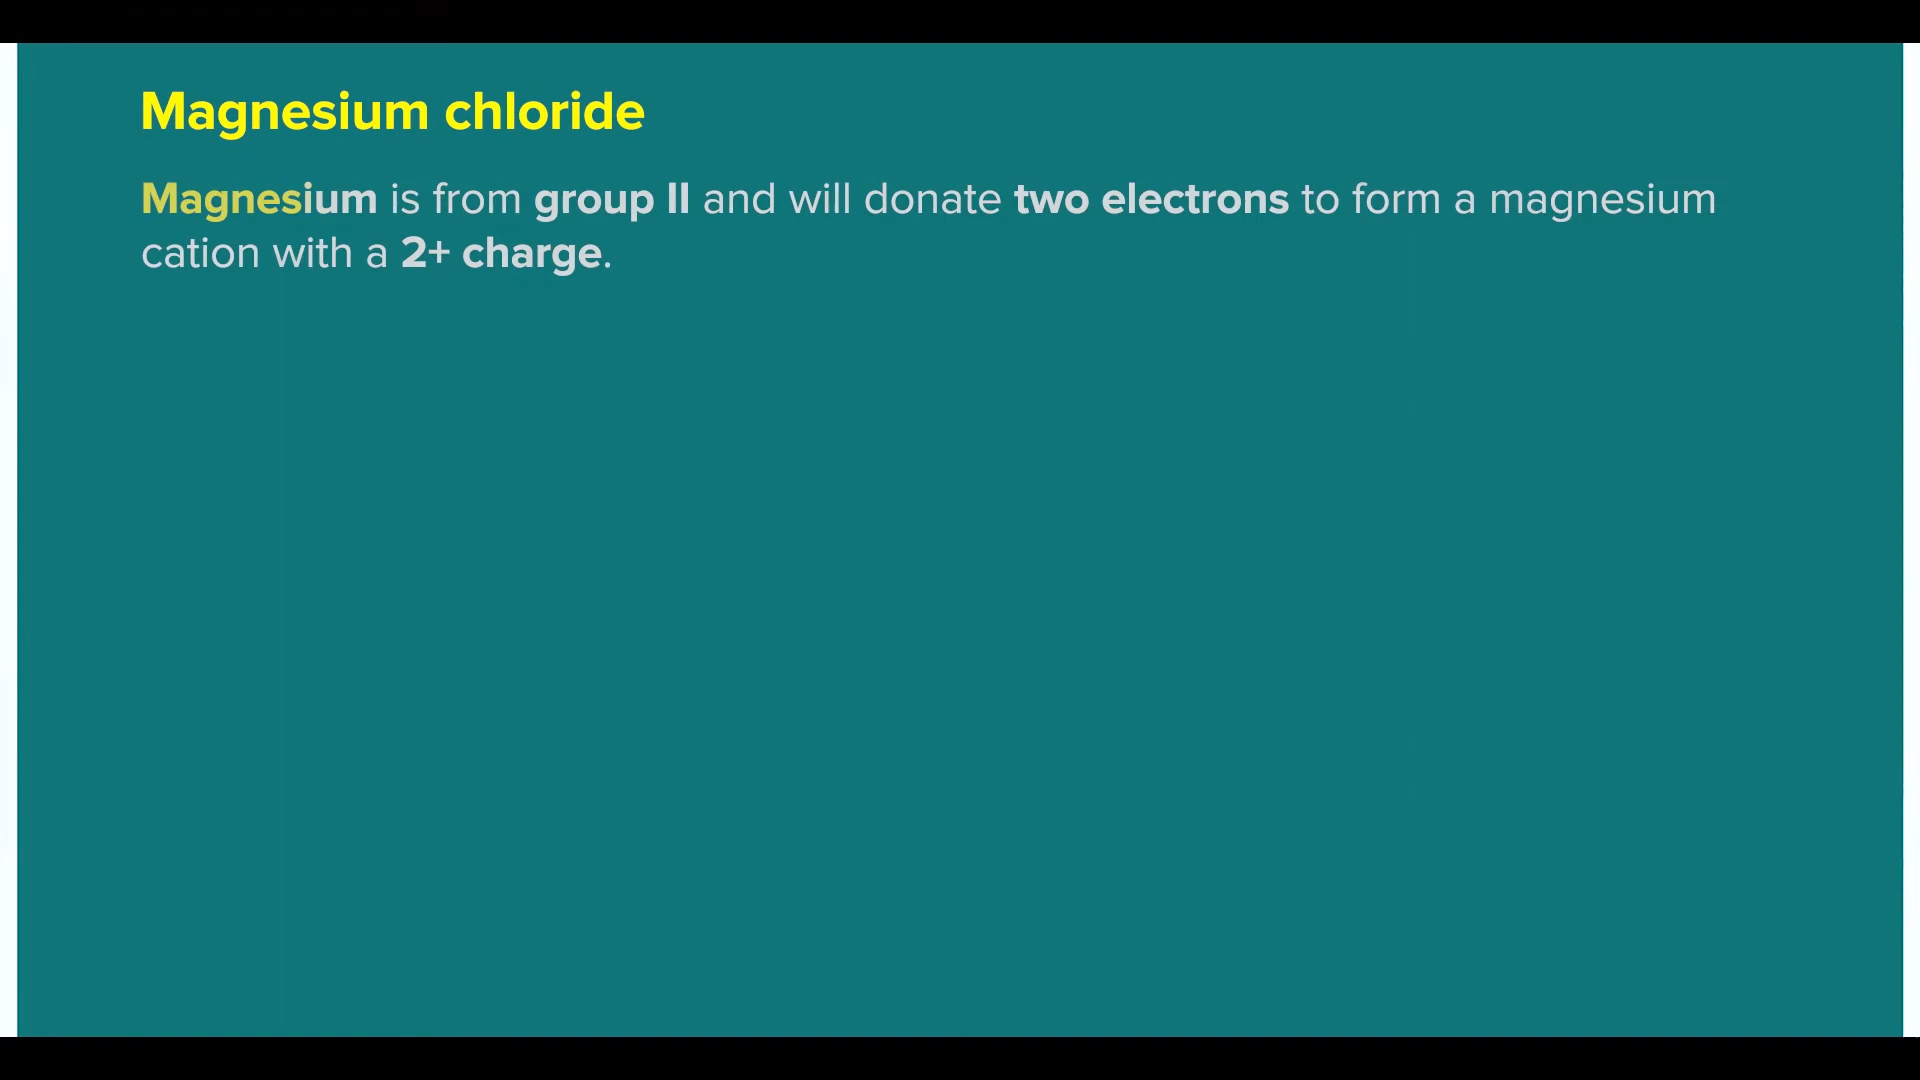 Magnesium chloride
Magnesium is from group II and will donate two electrons to form a magnesium
cation with a 2+ charge.